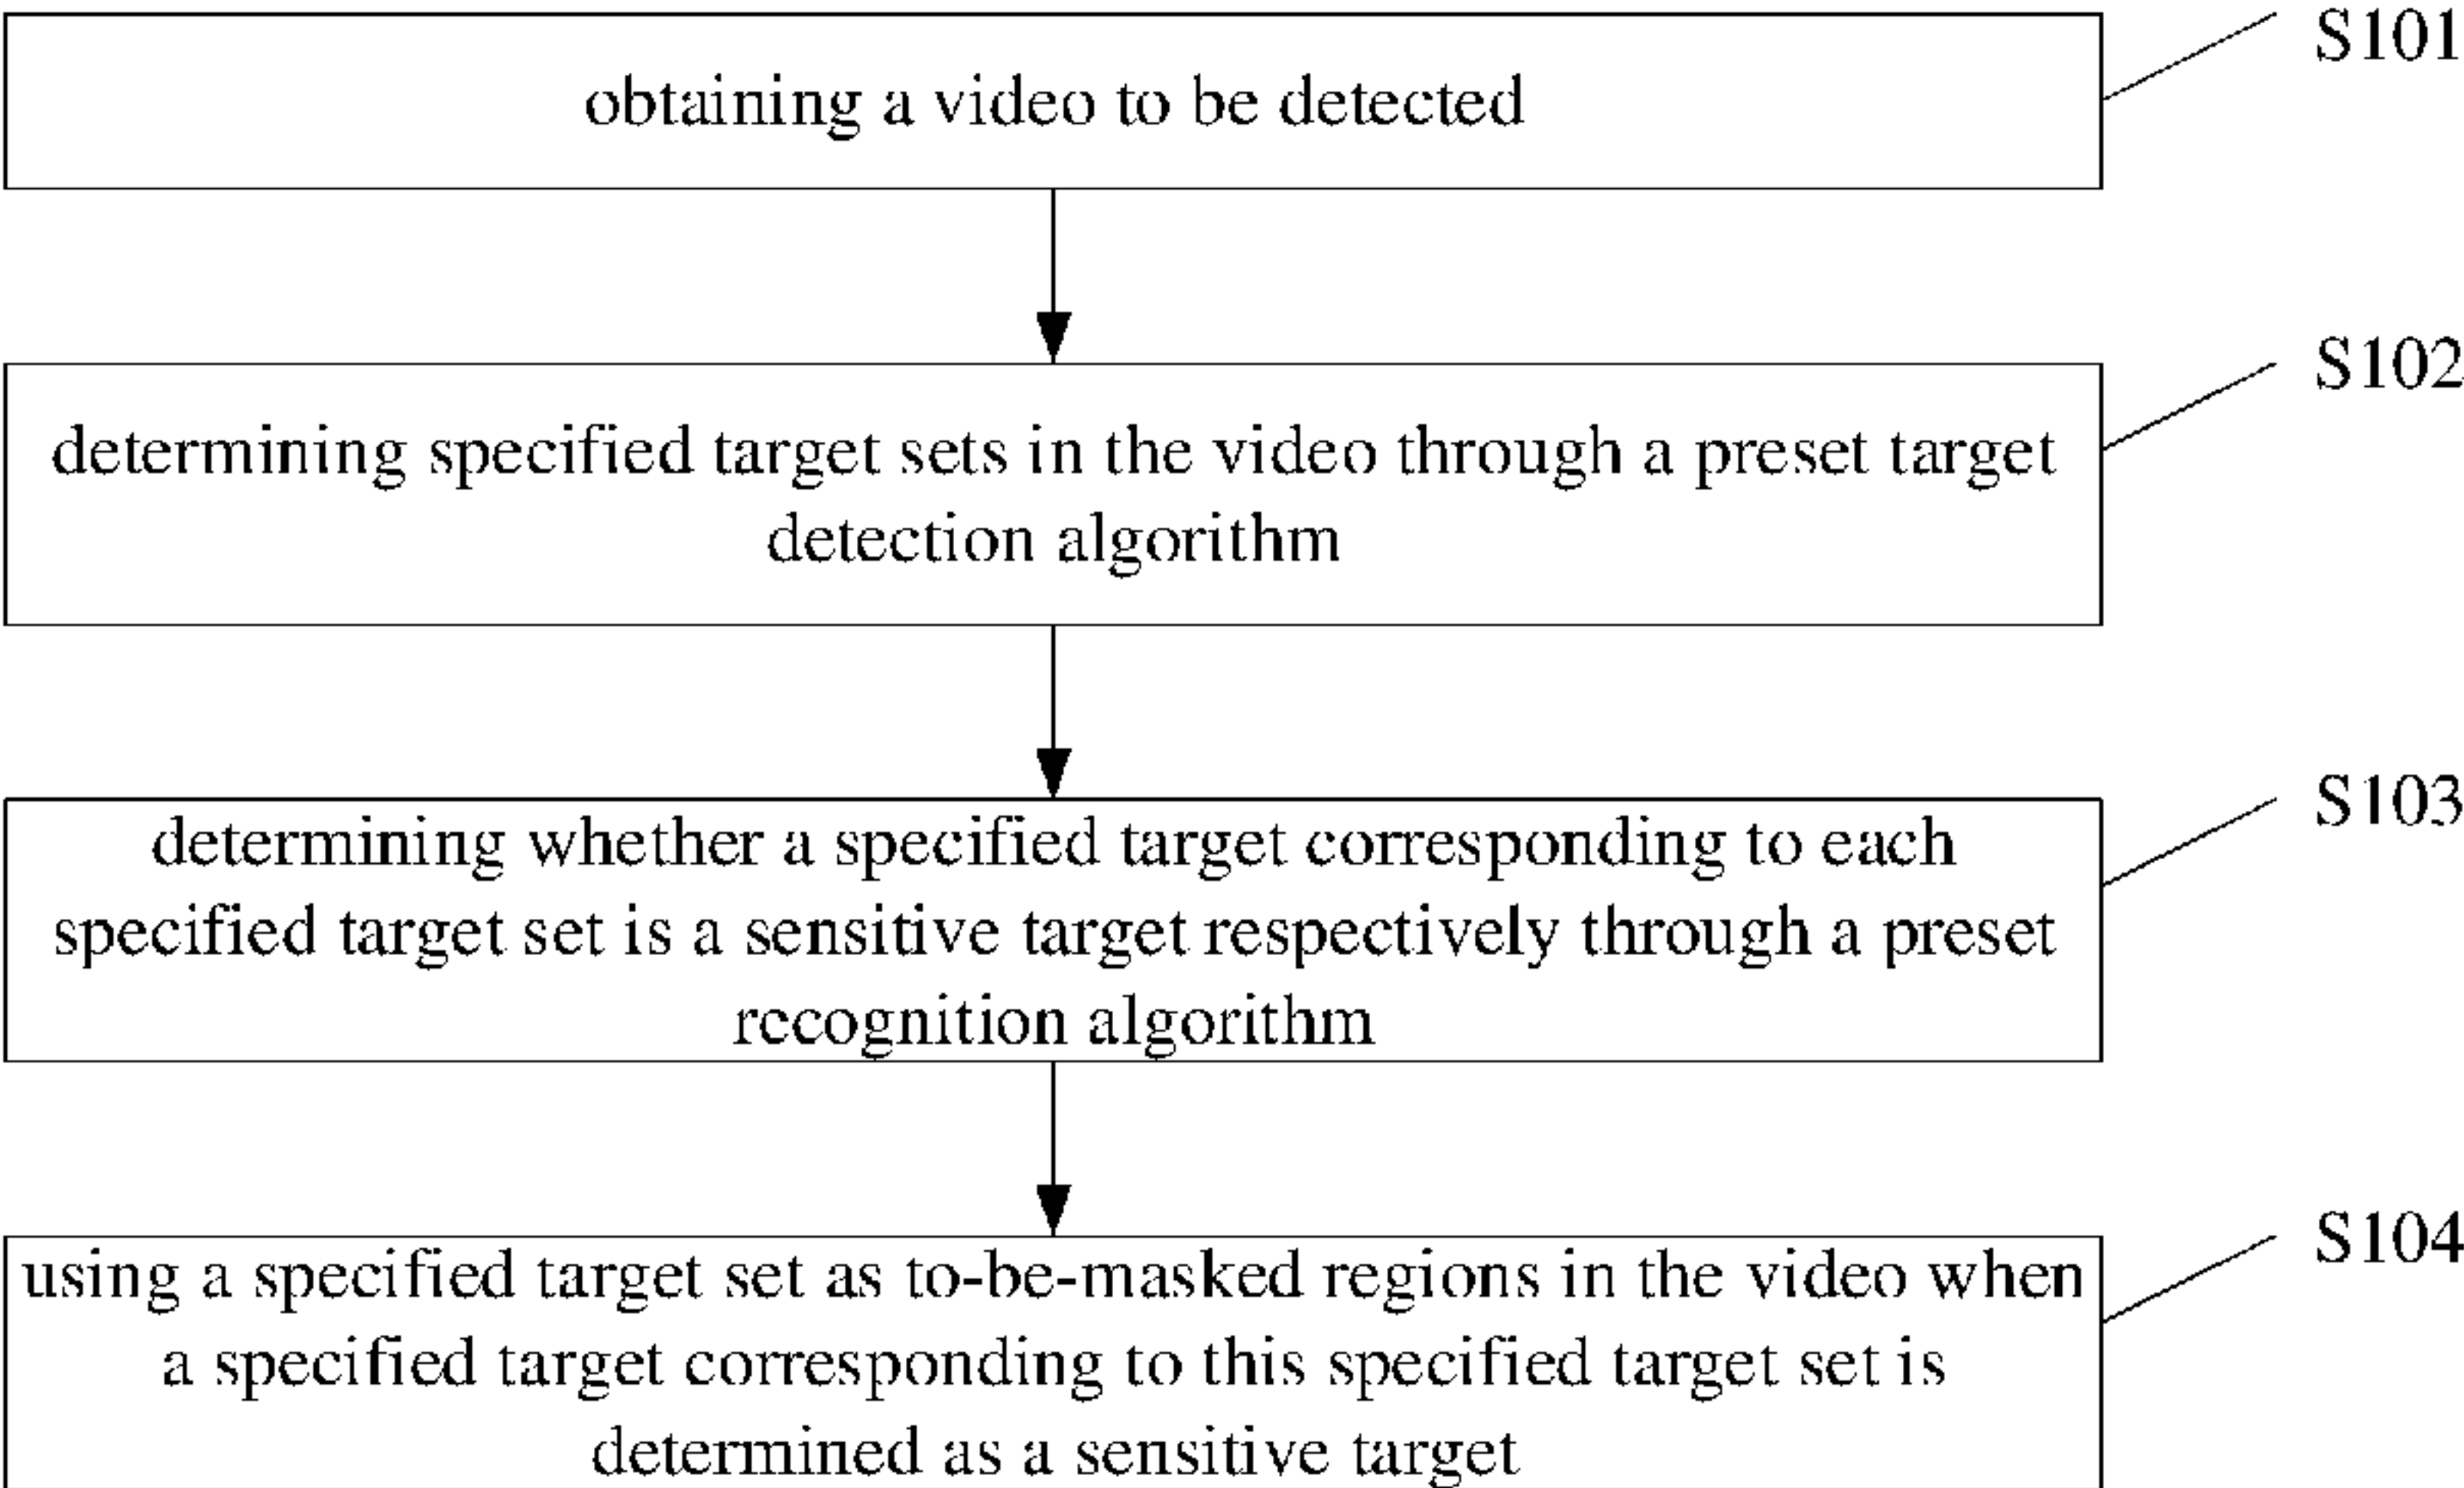 S101
obtaining a video to be detected
S102
determining specified target sets in the video through a preset target
detection algorithm
S103
determining whether a specified target corresponding to each
specified target set is a sensitive target respectively through a preset
recognition algorithm
S104
using a specified target set as to-be-masked regions in the video when
a specified target corresponding to this specified target set is
determined as a sensitive target